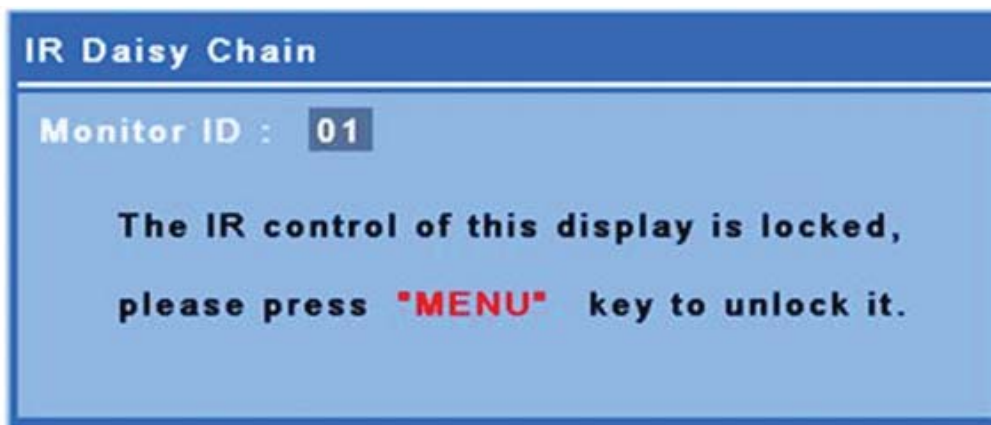 IR Daisy Chain
Monitor ID : 01
The IR control of this display is locked,
please press "MENU" key to unlock it.